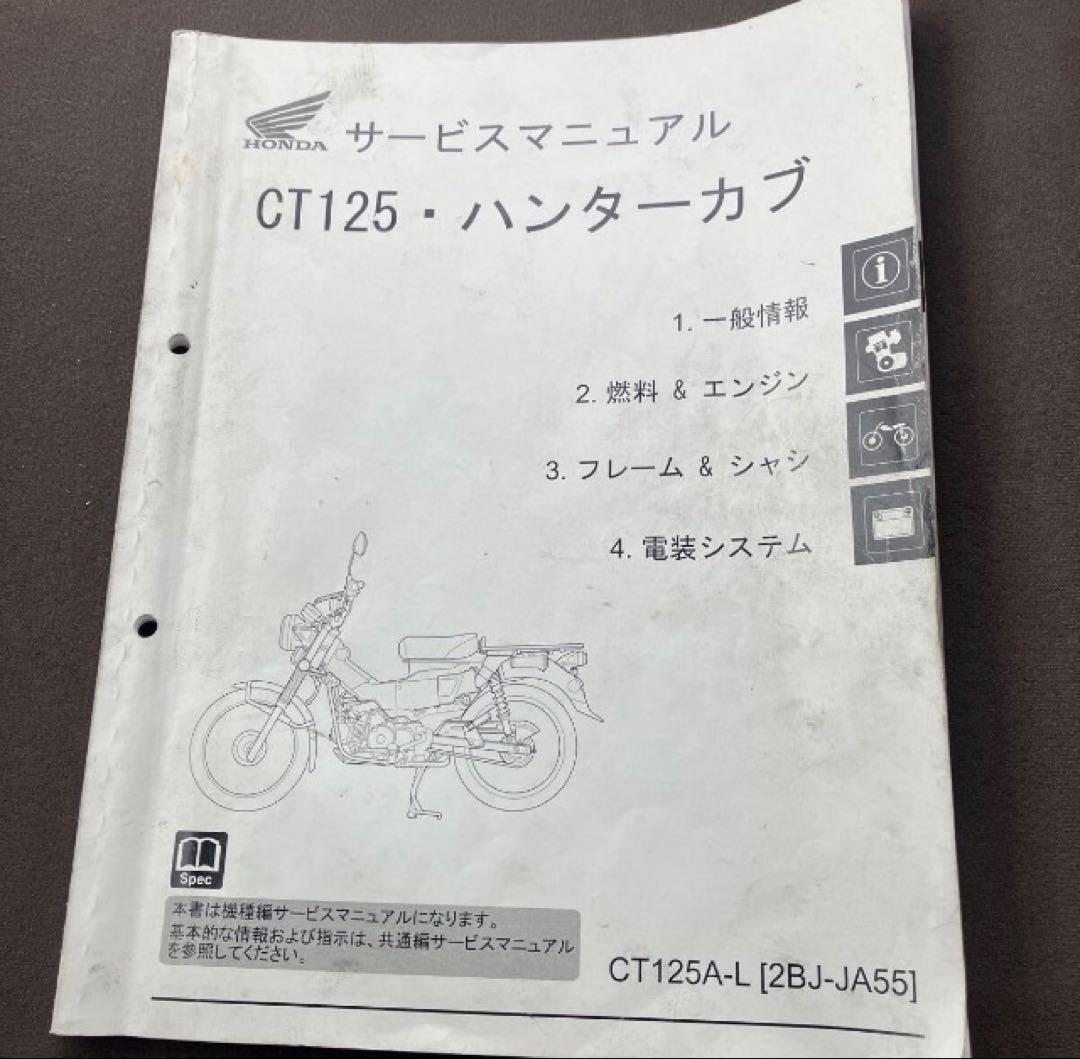 HONDA サービスマニュアル
CT125・ハンターカブ
1. 一般情報
2. 燃料 & エンジン
3. フレーム & シャシ
4. 電装システム
Spec
本書は機種編サービスマニュアルになります。
基本的な情報および指示は、共通編サービスマニュアル
を参照してください。
CT125A-L [2BJ-JA55]